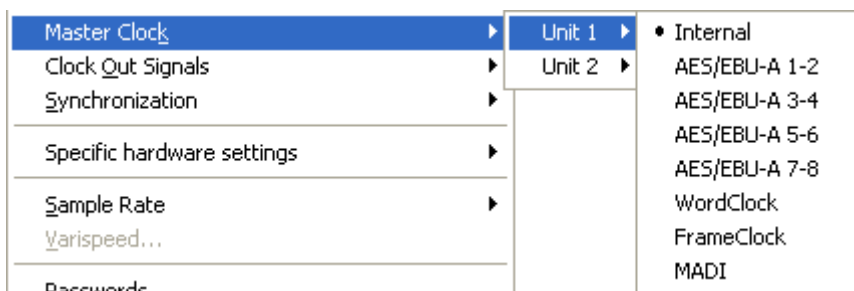 Master Clock
Clock Out Signals
Synchronization
Specific hardware settings
Sample Rate
Varispeed...
Passwords
Unit 1
Unit 2
Internal
AES/EBU-A 1-2
AES/EBU-A 3-4
AES/EBU-A 5-6
AES/EBU-A 7-8
WordClock
FrameClock
MADI